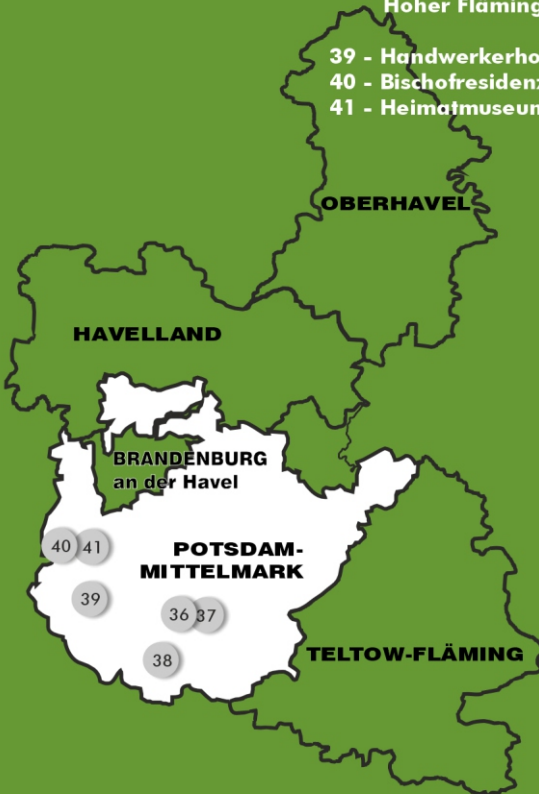 Hoher Fläming
39 - Handwerkerho
40 - Bischofresidenz
41 - Heimatmuseum
OBERHAVEL
HAVELLAND
BRANDENBURG
an der Havel
40 41
POTSDAM-
MITTELMARK
39
36 37
38
TELTOW-FLÄMING